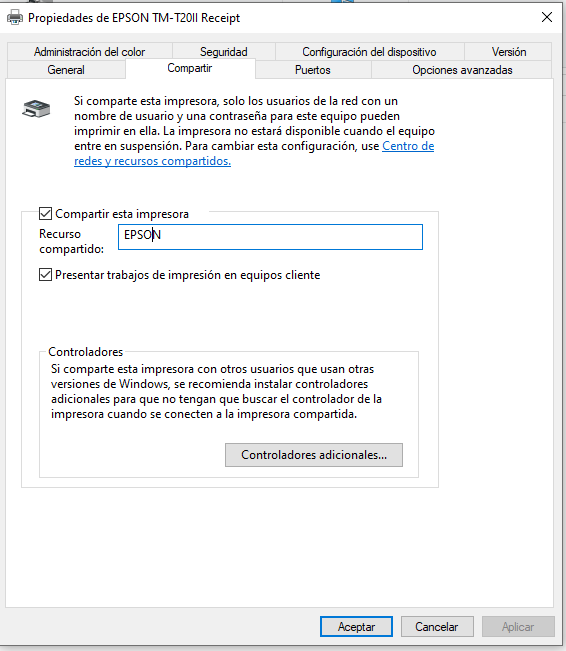 Propiedades de EPSON TM-T20II Receipt
Administración del color
Seguridad
Configuración del dispositivo
Versión
General
Compartir
Puertos
Opciones avanzadas
Si comparte esta impresora, solo los usuarios de la red con un
nombre de usuario y una contraseña para este equipo pueden
imprimir en ella. La impresora no estará disponible cuando el equipo
entre en suspensión. Para cambiar esta configuración, use Centro de
redes y recursos compartidos.
Compartir esta impresora
Recurso
compartido:
EPSON
Presentar trabajos de impresión en equipos cliente
Controladores
Si comparte esta impresora con otros usuarios que usan otras
versiones de Windows, se recomienda instalar controladores
adicionales para que no tengan que buscar el controlador de la
impresora cuando se conecten a la impresora compartida.
Controladores adicionales...
Aceptar
Cancelar
Aplicar